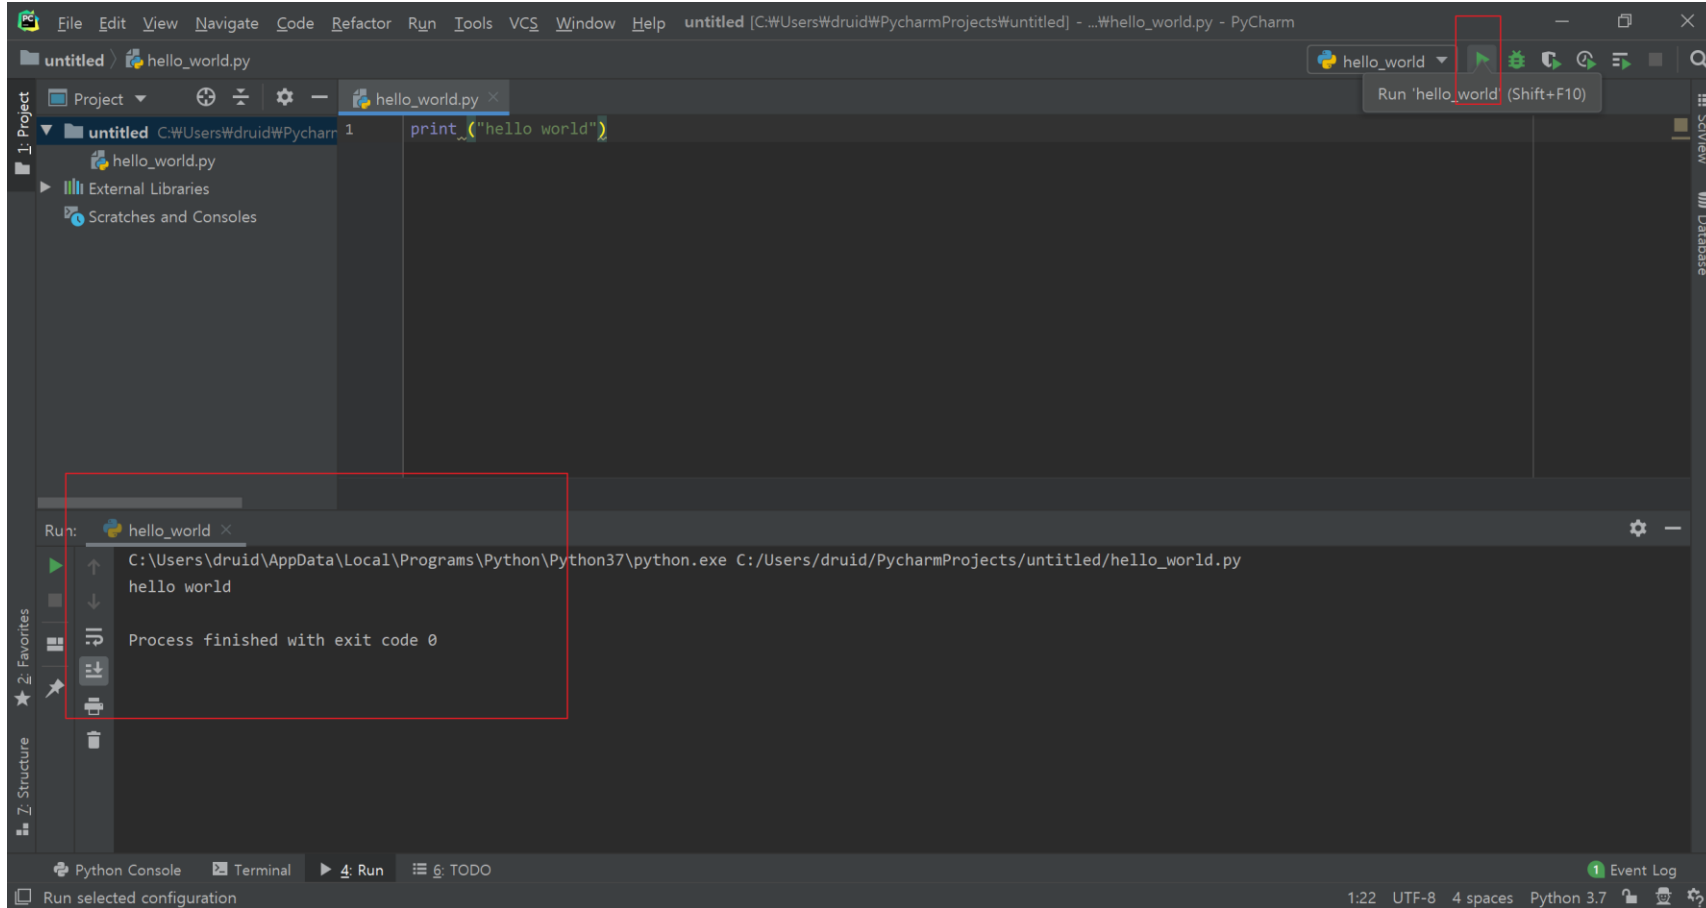 PC File Edit View Navigate Code Refactor Run Tools VCS Window Help untitled [C:₩Users₩druid₩PycharmProjects₩untitled] - ...₩hello_world.py - PyCharm
untitled hello_world.py hello_world
Run 'hello_world' (Shift+F10)
1: Project
Project hello_world.py
untitled C:₩Users₩druid₩Pycharm
hello_world.py
External Libraries
Scratches and Consoles
1 print ("hello world")
SciView
Database
Run: hello_world
C:\Users\druid\AppData\Local\Programs\Python\Python37\python.exe C:/Users/druid/PycharmProjects/untitled/hello_world.py
hello world
Process finished with exit code 0
2: Favorites
7: Structure
Python Console Terminal 4: Run 6: TODO 1 Event Log
Run selected configuration 1:22 UTF-8 4 spaces Python 3.7